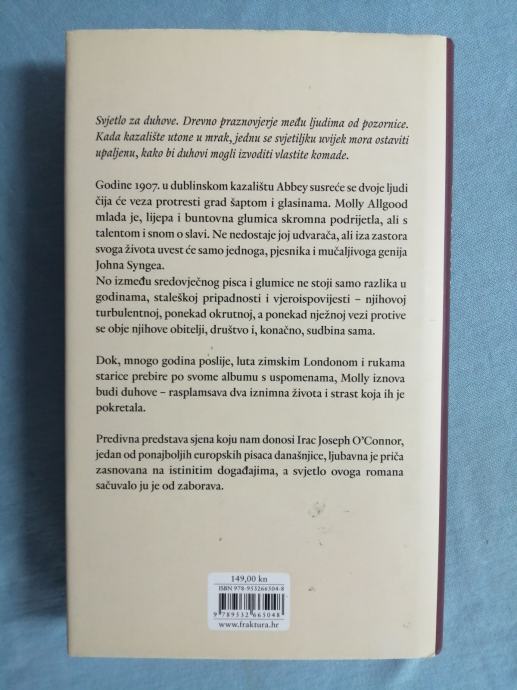 Svjetlo za duhove. Drevno praznovjerje među ljudima od pozornice.
Kada kazalište utone u mrak, jednu se svjetiljku uvijek mora ostaviti
upaljenu, kako bi duhovi mogli izvoditi vlastite komade.
Godine 1907. u dublinskom kazalištu Abbey susreće se dvoje ljudi
čija će veza protresti grad šaptom i glasinama. Molly Allgood
mlada je, lijepa i buntovna glumica skromna podrijetla, ali s
talentom i snom o slavi. Ne nedostaje joj udvarača, ali iza zastora
svoga života uvest će samo jednoga, pjesnika i mučaljivoga genija
Johna Syngea.
No između sredovječnog pisca i glumice ne stoji samo razlika u
godinama, staleškoj pripadnosti i vjeroispovijesti – njihovoj
turbulentnoj, ponekad okrutnoj, a ponekad nježnoj vezi protive
se obje njihove obitelji, društvo i, konačno, sudbina sama.
Dok, mnogo godina poslije, luta zimskim Londonom i rukama
starice prebire po svome albumu s uspomenama, Molly iznova
budi duhove – rasplamsava dva iznimna života i strast koja ih je
pokretala.
Predivna predstava sjena koju nam donosi Irac Joseph O'Connor,
jedan od ponajboljih europskih pisaca današnjice, ljubavna je priča
zasnovana na istinitim događajima, a svjetlo ovoga romana
sačuvalo ju je od zaborava.
149,00 kn
ISBN 978-953266504-8
9 789532 665048
www.fraktura.hr